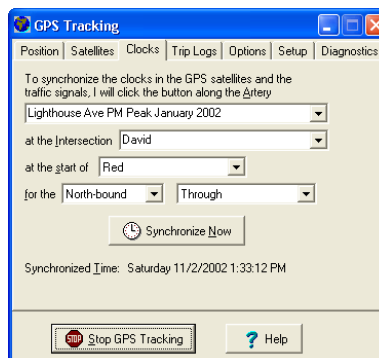 GPS Tracking
Position Satellites Clocks Trip Logs Options Setup Diagnostics
To syncrhonize the clocks in the GPS satellites and the
traffic signals, I will click the button along the Artery
Lighthouse Ave PM Peak January 2002
at the Intersection David
at the start of Red
for the North-bound Through
Synchronize Now
Synchronized Time: Saturday 11/2/2002 1:33:12 PM
STOP Stop GPS Tracking ? Help